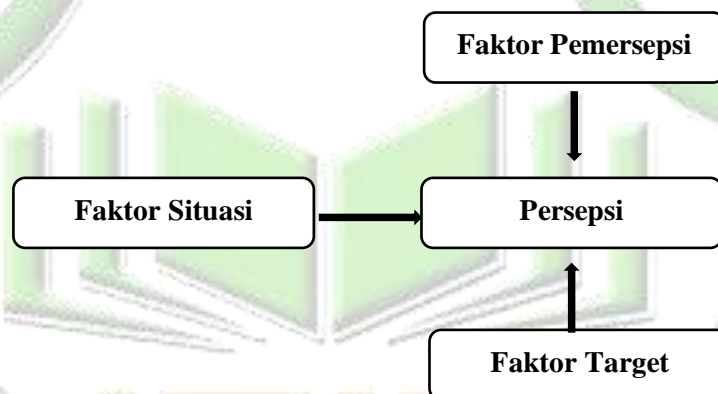 Faktor Pemersepsi
Faktor Situasi
Persepsi
Faktor Target